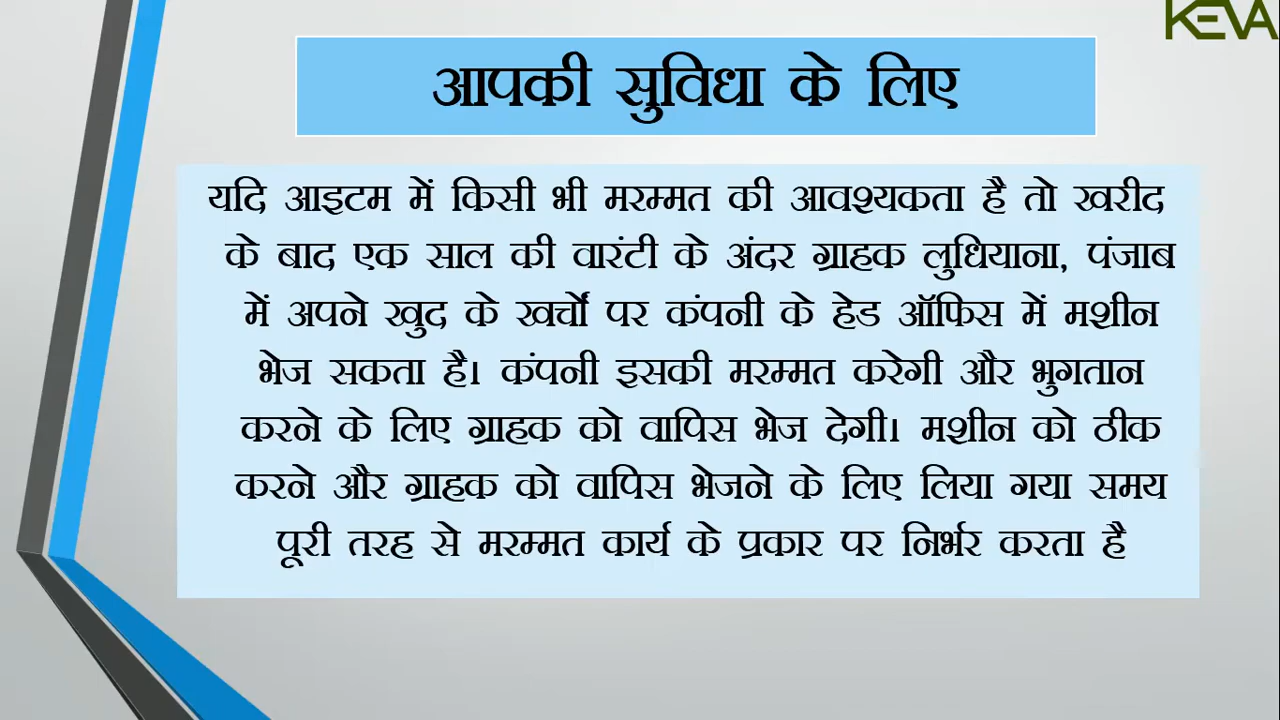 KEVA
आपकी सुविधा के लिए
यदि आइटम में किसी भी मरम्मत की आवश्यकता है तो खरीद
के बाद एक साल की वारंटी के अंदर ग्राहक लुधियाना, पंजाब
में अपने खुद के खर्चों पर कंपनी के हेड ऑफिस में मशीन
भेज सकता है। कंपनी इसकी मरम्मत करेगी और भुगतान
करने के लिए ग्राहक को वापिस भेज देगी। मशीन को ठीक
करने और ग्राहक को वापिस भेजने के लिए लिया गया समय
पूरी तरह से मरम्मत कार्य के प्रकार पर निर्भर करता है